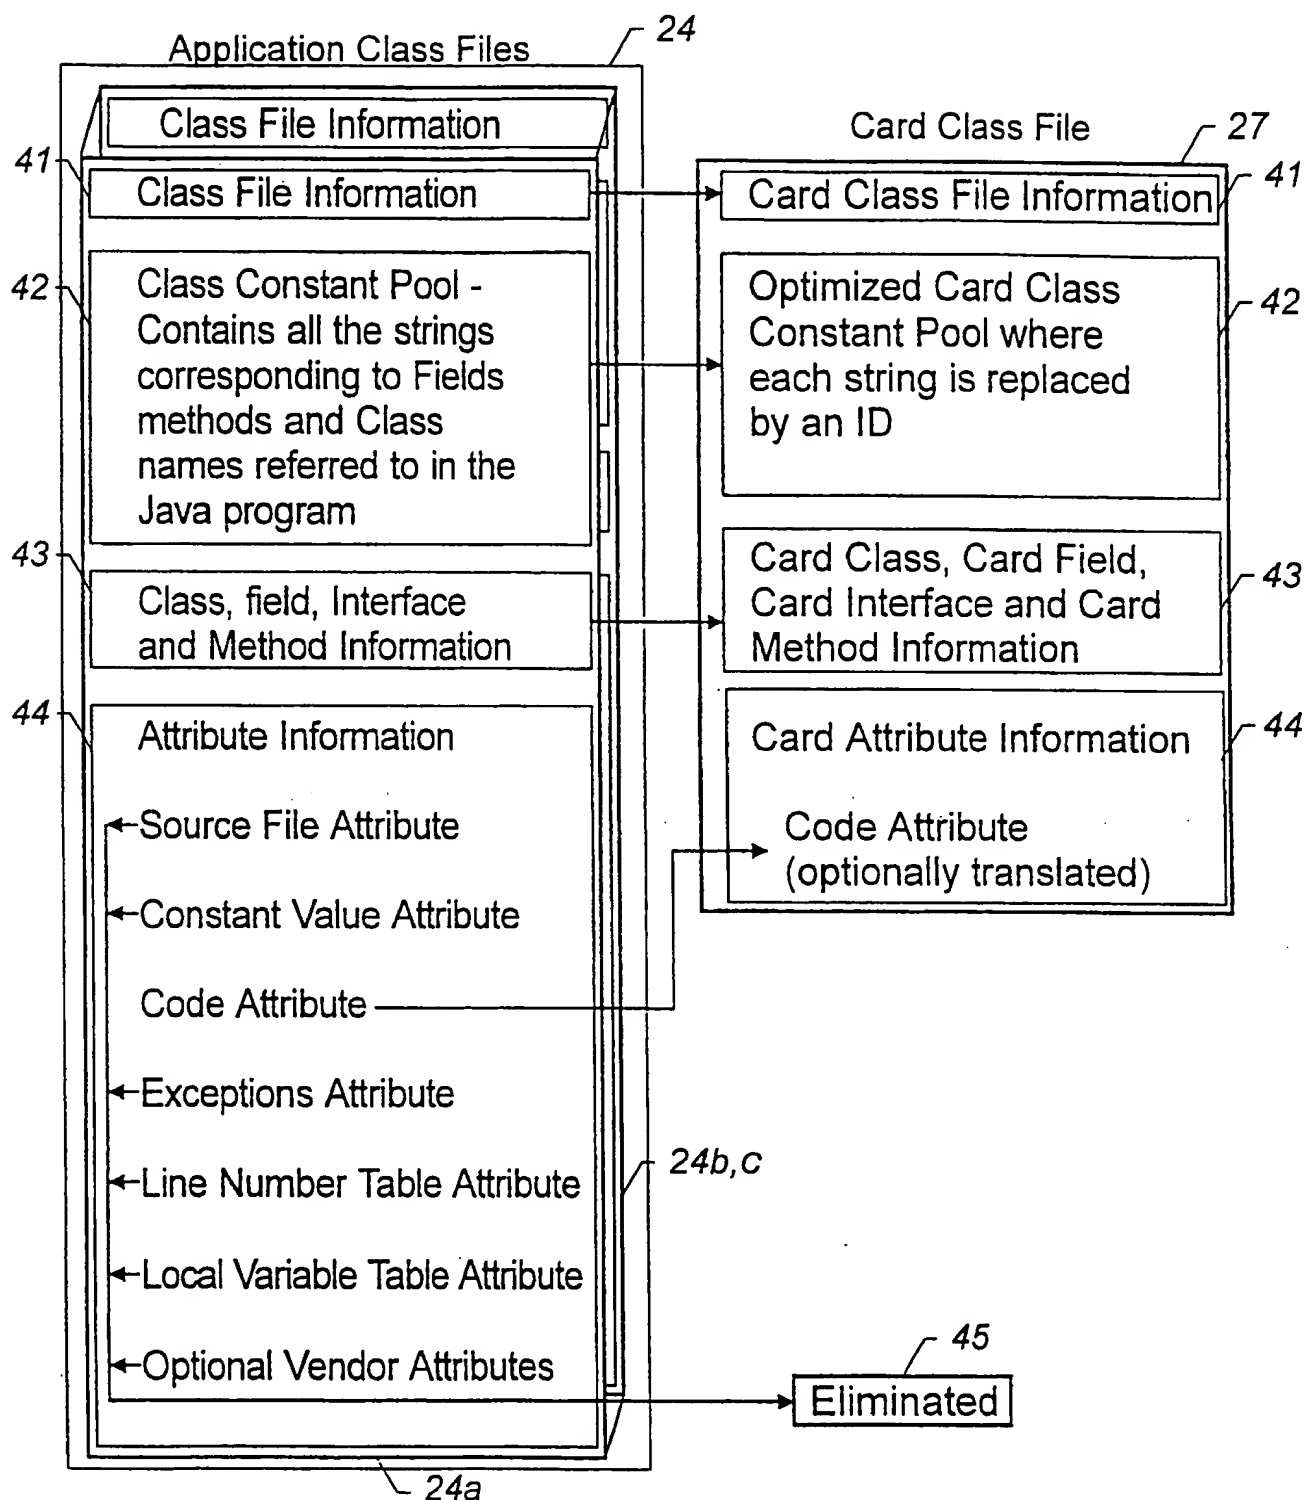 24
Application Class Files
Class File Information
41
Class File Information
42
Class Constant Pool -
Contains all the strings
corresponding to Fields
methods and Class
names referred to in the
Java program
43
Class, field, Interface
and Method Information
44
Attribute Information
Source File Attribute
Constant Value Attribute
Code Attribute
Exceptions Attribute
Line Number Table Attribute
Local Variable Table Attribute
Optional Vendor Attributes
24b,c
24a
Card Class File
27
Card Class File Information
41
Optimized Card Class
Constant Pool where
each string is replaced
by an ID
42
Card Class, Card Field,
Card Interface and Card
Method Information
43
Card Attribute Information
44
Code Attribute
(optionally translated)
45
Eliminated